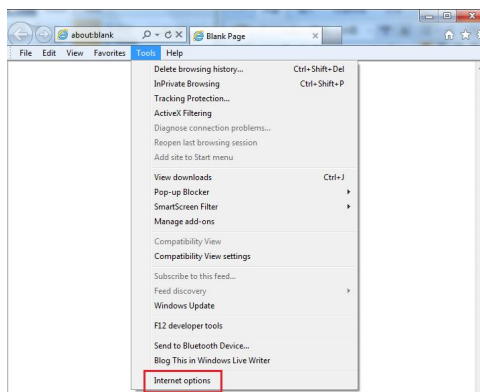 about:blank
Blank Page
File Edit View Favorites Tools Help
Delete browsing history... Ctrl+Shift+Del
InPrivate Browsing Ctrl+Shift+P
Tracking Protection...
ActiveX Filtering
Diagnose connection problems...
Reopen last browsing session
Add site to Start menu
View downloads Ctrl+J
Pop-up Blocker
SmartScreen Filter
Manage add-ons
Compatibility View
Compatibility View settings
Subscribe to this feed...
Feed discovery
Windows Update
F12 developer tools
Send to Bluetooth Device...
Blog This in Windows Live Writer
Internet options